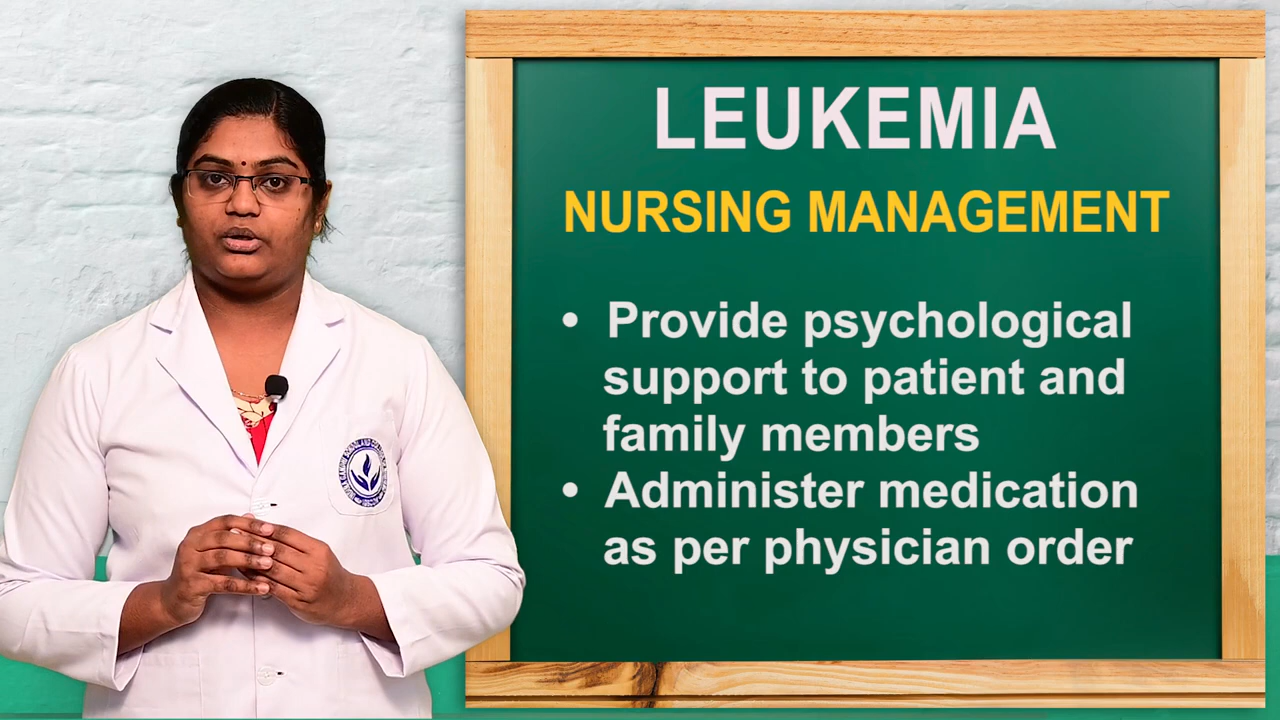 LEUKEMIA
NURSING MANAGEMENT
• Provide psychological
support to patient and
family members
• Administer medication
as per physician order